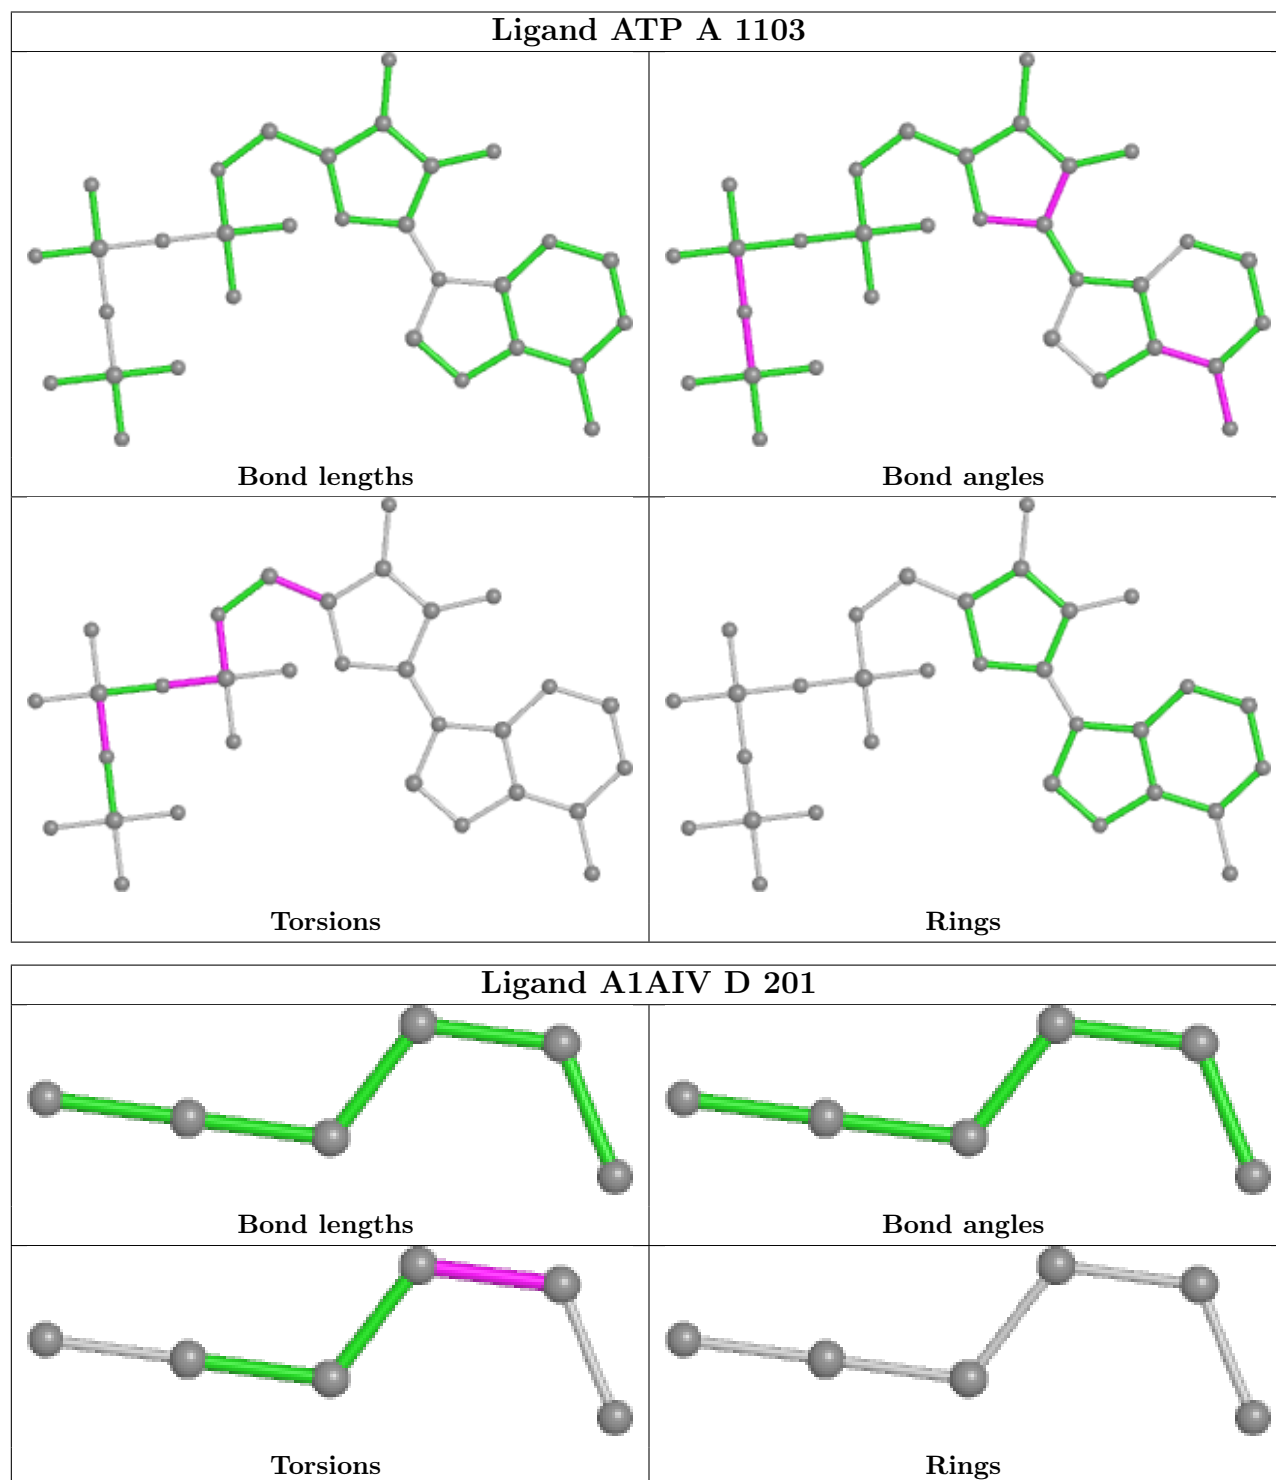 Ligand ATP A 1103
Bond lengths
Bond angles
Torsions
Rings
Ligand A1AIV D 201
Bond lengths
Bond angles
Torsions
Rings